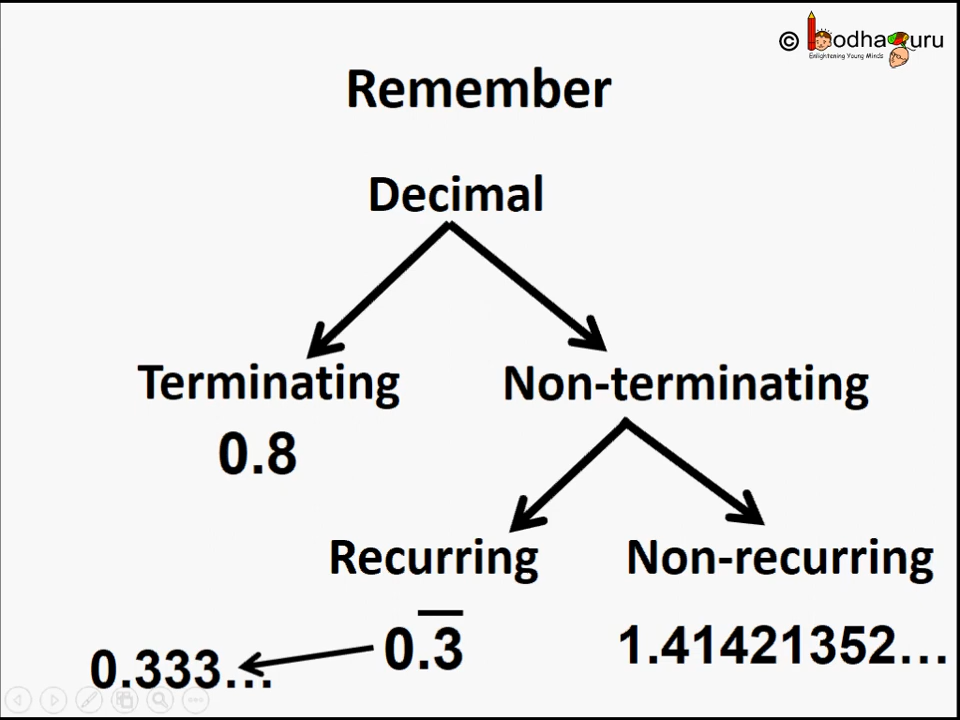 © BodhaGuru
Enlightening Young Minds
Remember
Decimal
Terminating Non-terminating
0.8
Recurring Non-recurring
0.333... 0.3̅ 1.41421352...